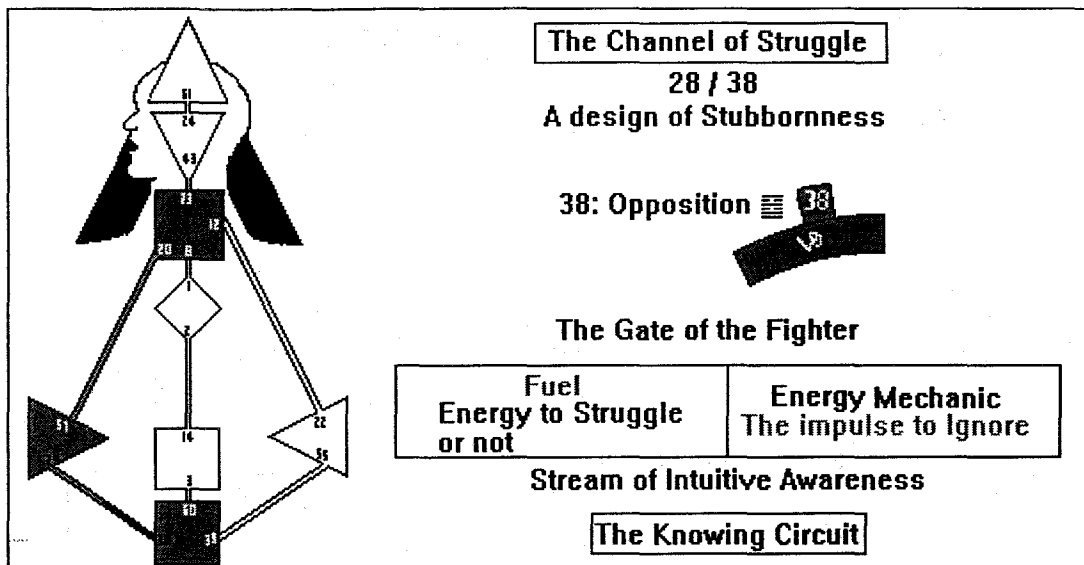 The Channel of Struggle
28 / 38
A design of Stubbornness
38: Opposition ䷥ 38
The Gate of the Fighter
Fuel
Energy to Struggle
or not
Energy Mechanic
The impulse to Ignore
Stream of Intuitive Awareness
The Knowing Circuit
61
24
43
23
12
20
8
1
2
57
14
22
55
3
60
39